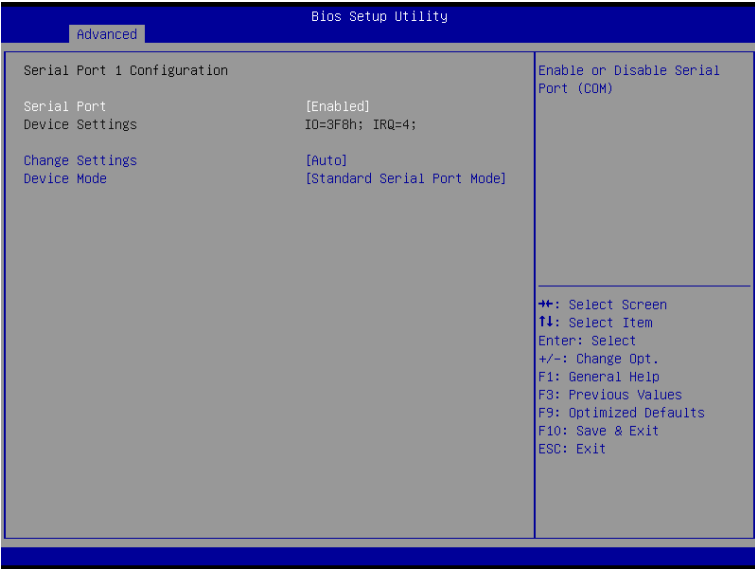 Bios Setup Utility
Advanced
Serial Port 1 Configuration
Serial Port [Enabled]
Device Settings IO=3F8h; IRQ=4;
Change Settings [Auto]
Device Mode [Standard Serial Port Mode]
Enable or Disable Serial
Port (COM)
→←: Select Screen
↑↓: Select Item
Enter: Select
+/-: Change Opt.
F1: General Help
F3: Previous Values
F9: Optimized Defaults
F10: Save & Exit
ESC: Exit